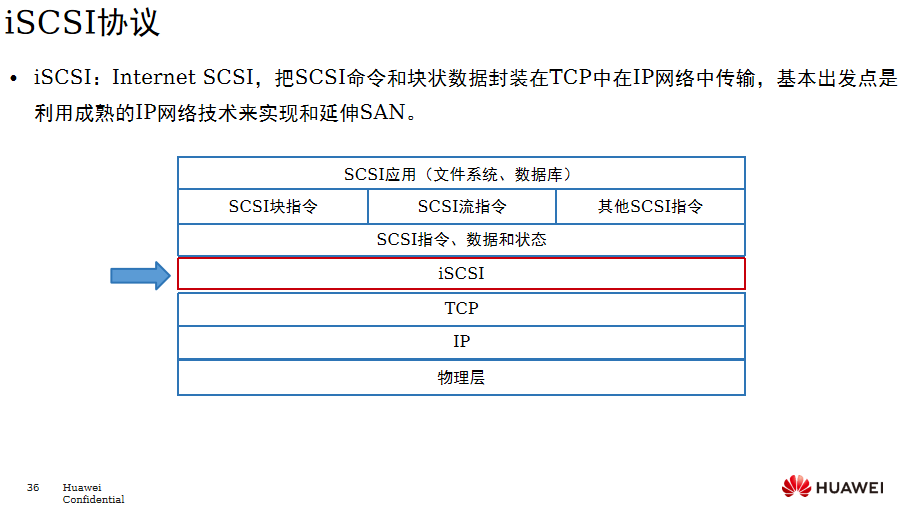 iSCSI协议
• iSCSI：Internet SCSI，把SCSI命令和块状数据封装在TCP中在IP网络中传输，基本出发点是
利用成熟的IP网络技术来实现和延伸SAN。
SCSI应用（文件系统、数据库）
SCSI块指令
SCSI流指令
其他SCSI指令
SCSI指令、数据和状态
iSCSI
TCP
IP
物理层
36
Huawei
Confidential
HUAWEI